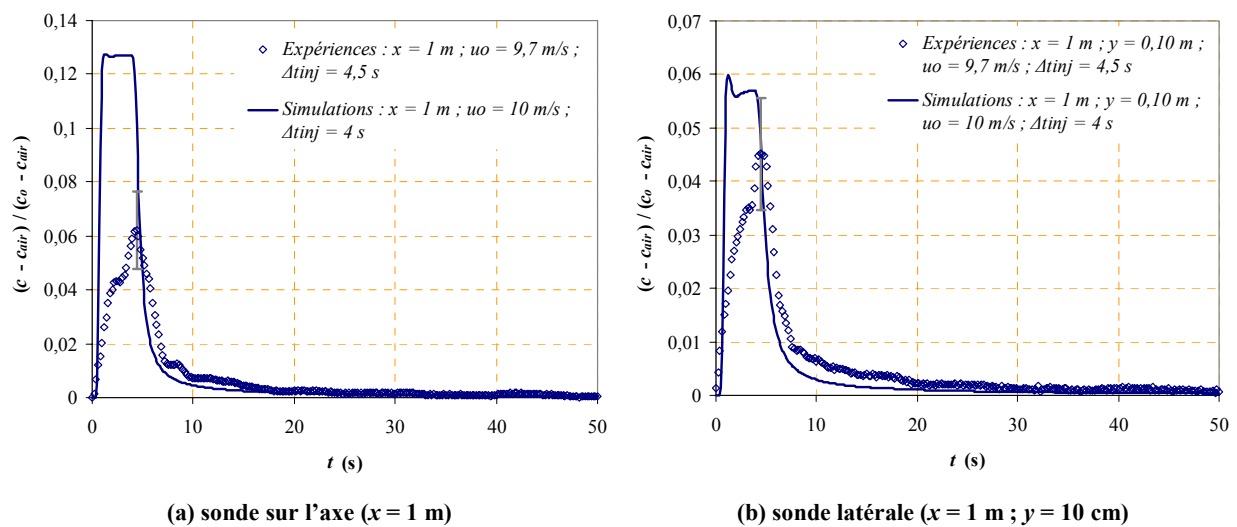 0,14
0,12
0,1
0,08
0,06
0,04
0,02
0
(c - cair) / (co - cair)
Expériences : x = 1 m ; uo = 9,7 m/s ;
Δtinj = 4,5 s
Simulations : x = 1 m ; uo = 10 m/s ;
Δtinj = 4 s
0 10 20 30 40 50
t (s)
(a) sonde sur l'axe (x = 1 m)
0,07
0,06
0,05
0,04
0,03
0,02
0,01
0
(c - cair) / (co - cair)
Expériences : x = 1 m ; y = 0,10 m ;
uo = 9,7 m/s ; Δtinj = 4,5 s
Simulations : x = 1 m ; y = 0,10 m ;
uo = 10 m/s ; Δtinj = 4 s
0 10 20 30 40 50
t (s)
(b) sonde latérale (x = 1 m ; y = 10 cm)